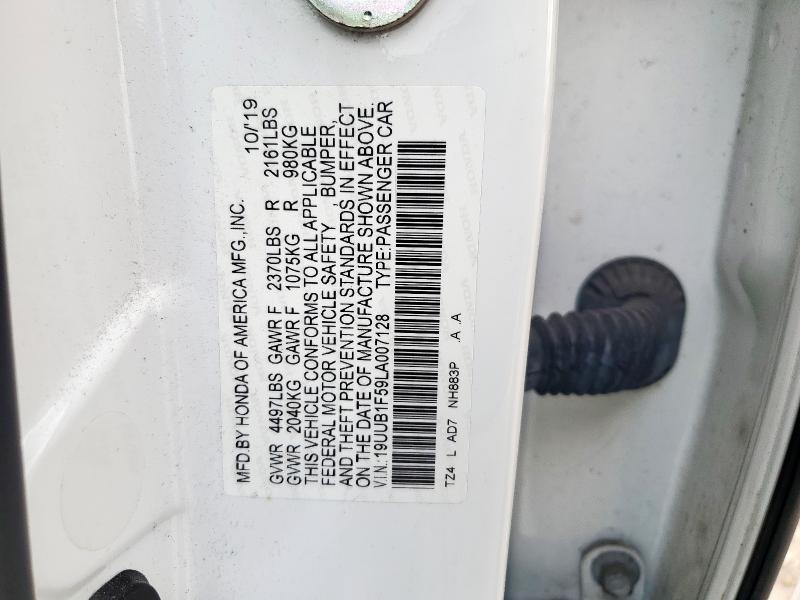 MFD.BY HONDA OF AMERICA MFG.,INC. 10/'19
GVWR 4497LBS GAWR F 2370LBS R 2161LBS
GVWR 2040KG GAWR F 1075KG R 980KG
THIS VEHICLE CONFORMS TO ALL APPLICABLE
FEDERAL MOTOR VEHICLE SAFETY , BUMPER,
AND THEFT PREVENTION STANDARDS IN EFFECT
ON THE DATE OF MANUFACTURE SHOWN ABOVE.
V.I.N.:19UUB1F59LA007128 TYPE:PASSENGER CAR
TZ4 L AD7 NH883P .A .A